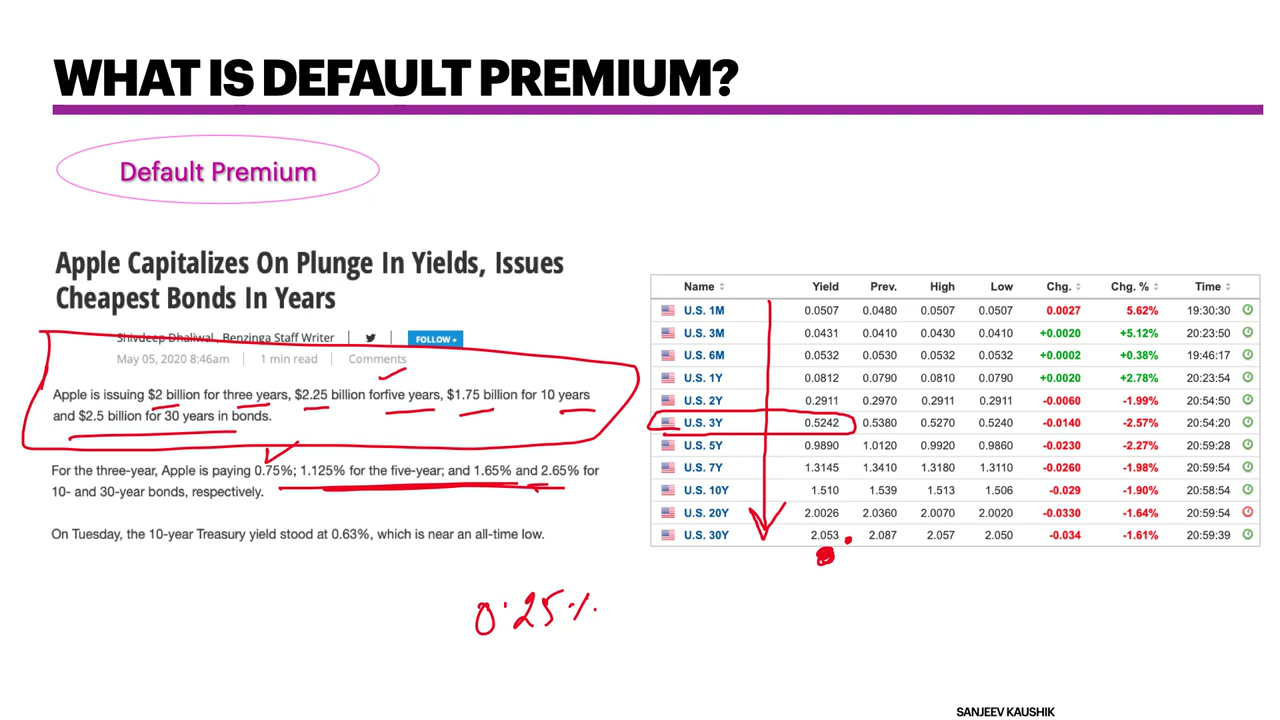 WHAT IS DEFAULT PREMIUM?
Default Premium
Apple Capitalizes On Plunge In Yields, Issues
Cheapest Bonds In Years
Shivdeep Dhaliwal, Benzinga Staff Writer | FOLLOW
May 05, 2020 8:46am | 1 min read | Comments
Apple is issuing $2 billion for three years, $2.25 billion forfive years, $1.75 billion for 10 years
and $2.5 billion for 30 years in bonds.
For the three-year, Apple is paying 0.75%; 1.125% for the five-year; and 1.65% and 2.65% for
10- and 30-year bonds, respectively.
On Tuesday, the 10-year Treasury yield stood at 0.63%, which is near an all-time low.
0.25%
Name Yield Prev. High Low Chg. Chg. % Time
U.S. 1M 0.0507 0.0480 0.0507 0.0507 0.0027 5.62% 19:30:30
U.S. 3M 0.0431 0.0410 0.0430 0.0410 +0.0020 +5.12% 20:23:50
U.S. 6M 0.0532 0.0530 0.0532 0.0532 +0.0002 +0.38% 19:46:17
U.S. 1Y 0.0812 0.0790 0.0810 0.0790 +0.0020 +2.78% 20:23:54
U.S. 2Y 0.2911 0.2970 0.2911 0.2911 -0.0060 -1.99% 20:54:50
U.S. 3Y 0.5242 0.5380 0.5270 0.5240 -0.0140 -2.57% 20:54:20
U.S. 5Y 0.9890 1.0120 0.9920 0.9860 -0.0230 -2.27% 20:59:28
U.S. 7Y 1.3145 1.3410 1.3180 1.3110 -0.0260 -1.98% 20:59:54
U.S. 10Y 1.510 1.539 1.513 1.506 -0.029 -1.90% 20:58:54
U.S. 20Y 2.0026 2.0360 2.0070 2.0020 -0.0330 -1.64% 20:59:54
U.S. 30Y 2.053 2.087 2.057 2.050 -0.034 -1.61% 20:59:39
SANJEEV KAUSHIK